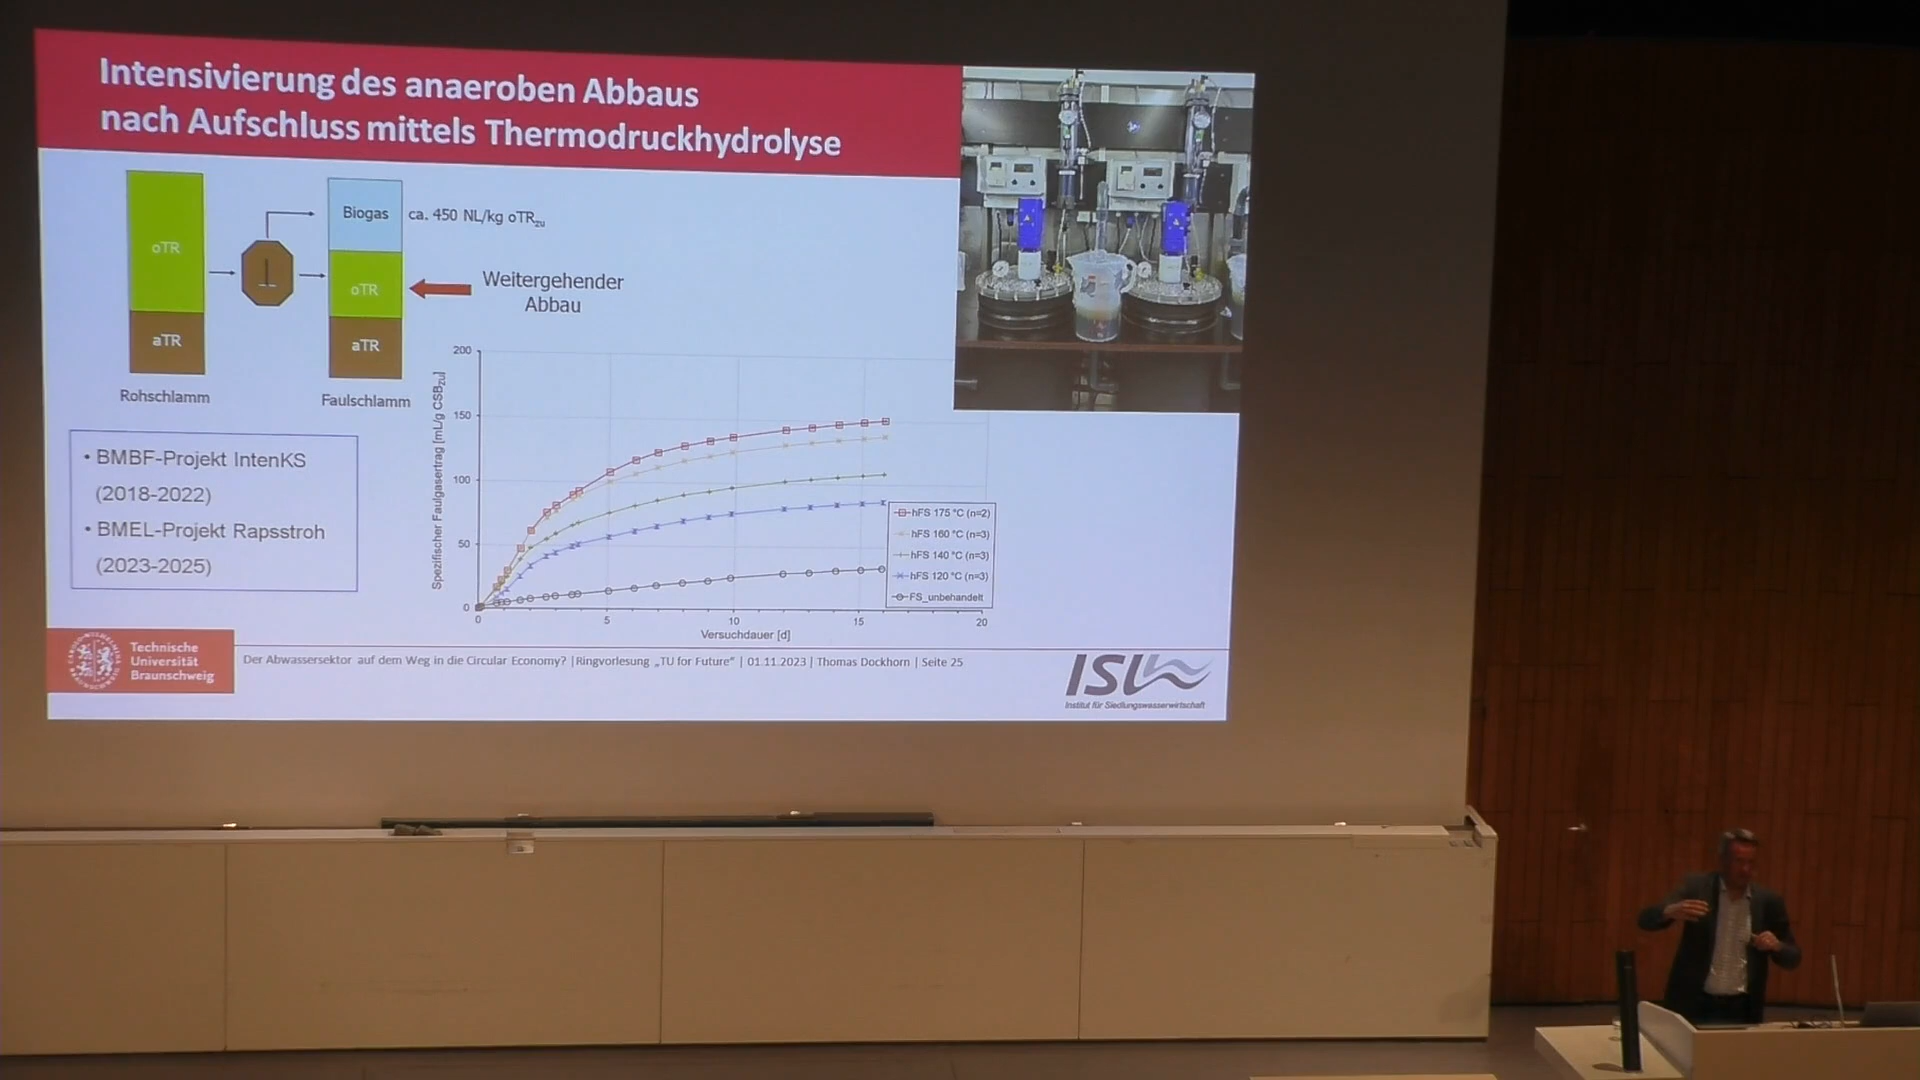 Intensivierung des anaeroben Abbaus
nach Aufschluss mittels Thermodruckhydrolyse
oTR
aTR
Rohschlamm
Biogas
ca. 450 NL/kg oTRzu
oTR
aTR
Faulschlamm
Weitergehender
Abbau
• BMBF-Projekt IntenKS
(2018-2022)
• BMEL-Projekt Rapsstroh
(2023-2025)
Spezifischer Faulgasertrag [mL/g CSBzu]
200
150
100
50
0
0
5
10
15
20
Versuchdauer [d]
hFS 175 °C (n=2)
hFS 160 °C (n=3)
hFS 140 °C (n=3)
hFS 120 °C (n=3)
FS_unbehandelt
Technische
Universität
Braunschweig
Der Abwassersektor auf dem Weg in die Circular Economy? | Ringvorlesung „TU for Future“ | 01.11.2023 | Thomas Dockhorn | Seite 25
ISW
Institut für Siedlungswasserwirtschaft